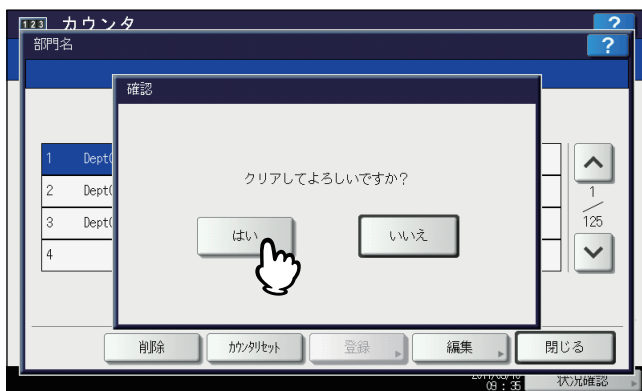 123 カウンタ ?
部門名 ?
確認
クリアしてよろしいですか?
はい いいえ
1 Dept
2 Dept
3 Dept
4
1
125
削除 カウンタリセット 登録 編集 閉じる
09:35 状況確認